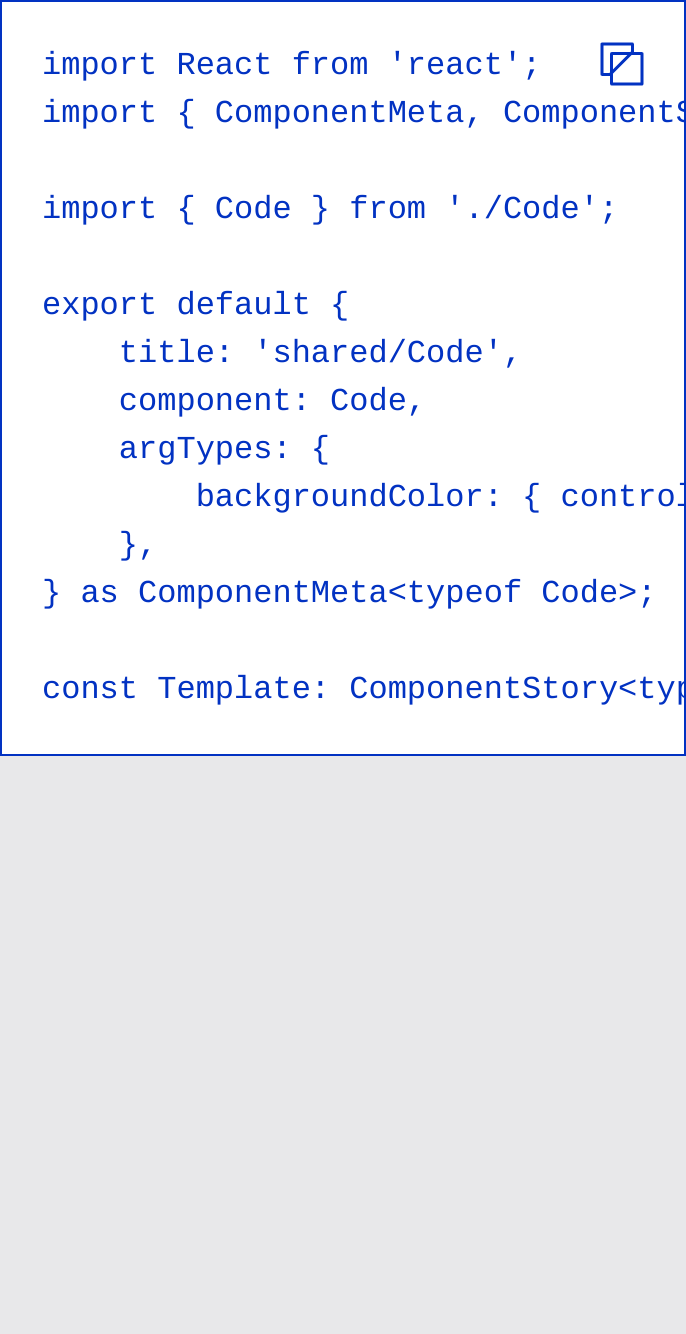 import React from 'react';
import { ComponentMeta, ComponentS
import { Code } from './Code';
export default {
title: 'shared/Code',
component: Code,
argTypes: {
backgroundColor: { control
},
} as ComponentMeta<typeof Code>;
const Template: ComponentStory<typ